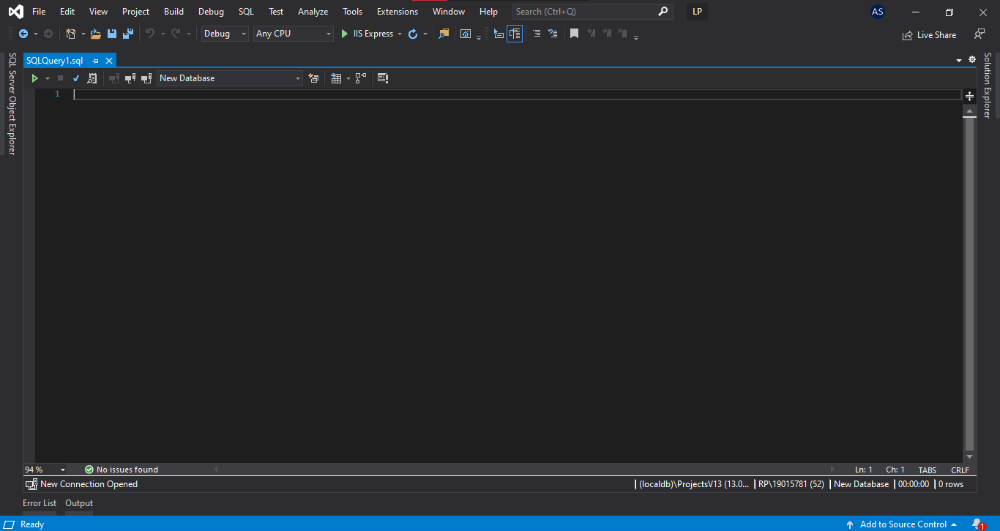 File Edit View Project Build Debug SQL Test Analyze Tools Extensions Window Help Search (Ctrl+Q) LP AS
Debug Any CPU IIS Express Live Share
SQL Server Object Explorer
SQLQuery1.sql
Solution Explorer
New Database
1
94 % No issues found Ln: 1 Ch: 1 TABS CRLF
New Connection Opened (localdb)\ProjectsV13 (13.0... RP\19015781 (52) New Database 00:00:00 0 rows
Error List Output
Ready Add to Source Control 1